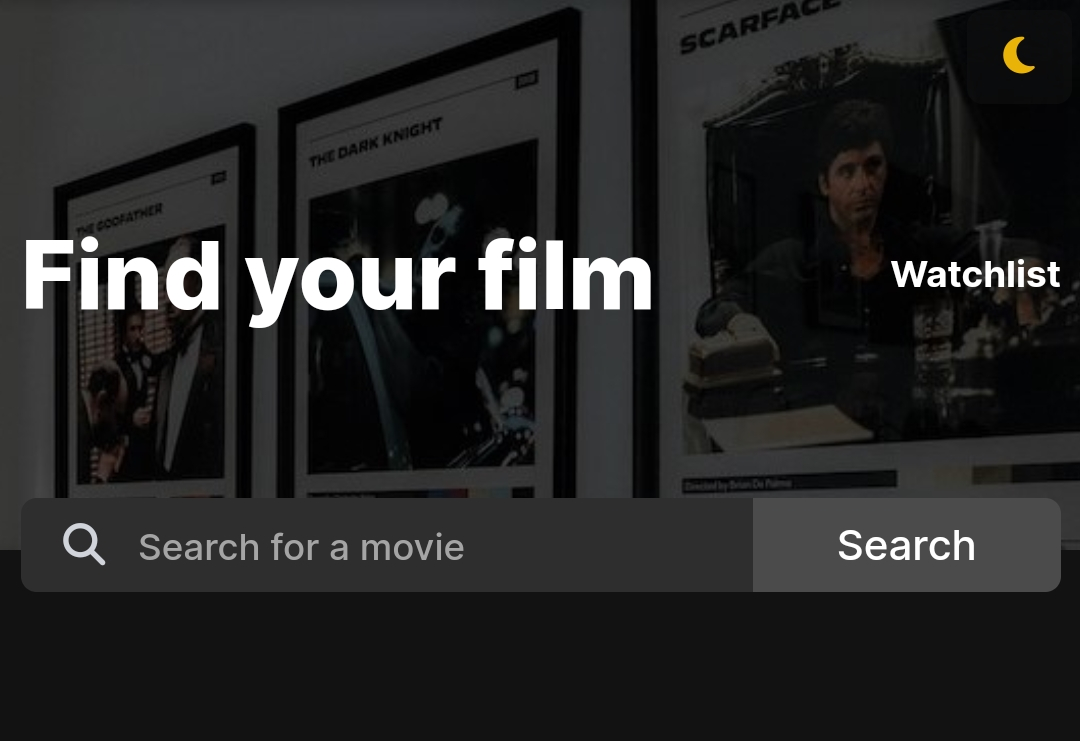 SCARFACE
THE DARK KNIGHT
THE GODFATHER
Find your film
Watchlist
Directed by Brian De Palma
Search for a movie
Search